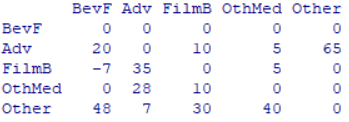 BevF Adv FilmB OthMed Other
BevF 0 0 0 0 0
Adv 20 0 10 5 65
FilmB -7 35 0 5 0
OthMed 0 28 10 0 0
Other 48 7 30 40 0